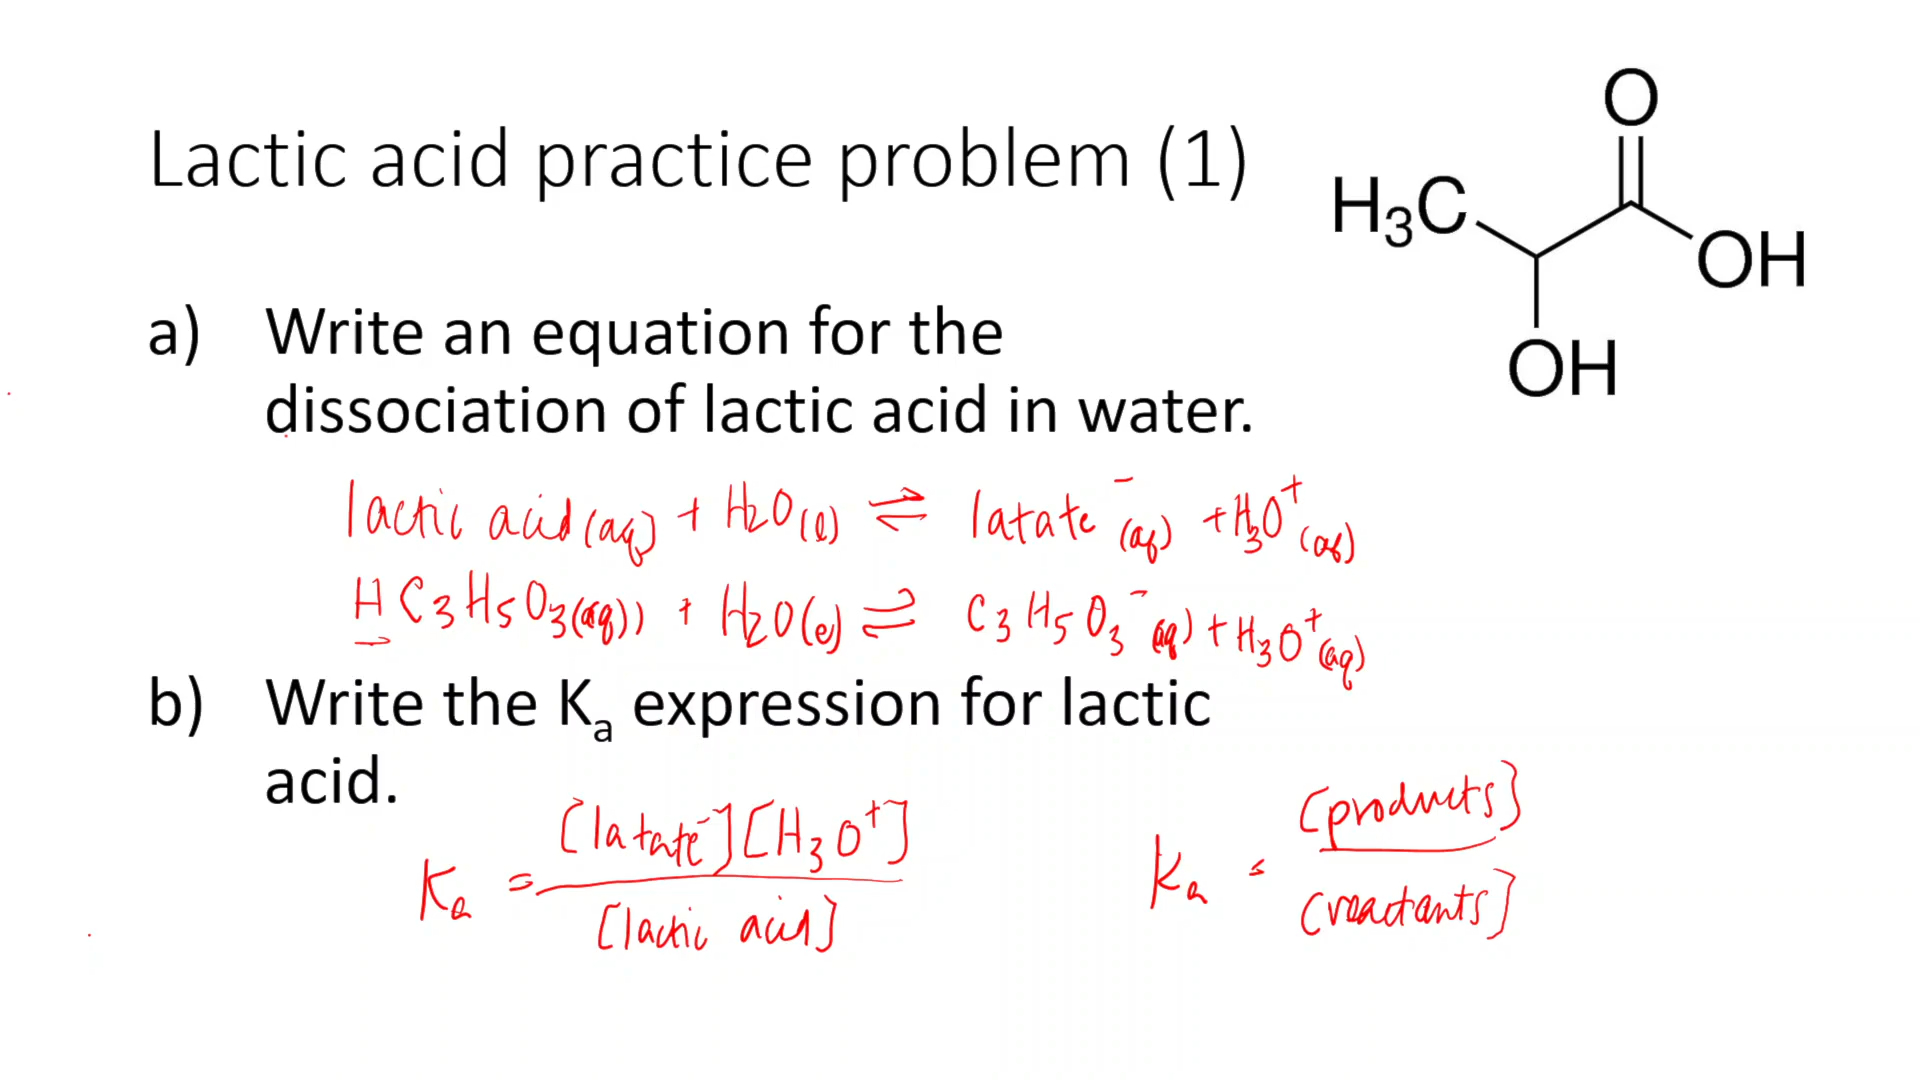 Lactic acid practice problem (1)
O
H₃C
OH
OH
a) Write an equation for the
dissociation of lactic acid in water.
lactic acid (aq) + H₂O (l) ⇌ latate⁻ (aq) + H₃O⁺ (aq)
HC₃H₅O₃ (aq)) + H₂O (l) ⇌ C₃H₅O₃⁻ (aq) + H₃O⁺ (aq)
b) Write the Kₐ expression for lactic
acid.
Kₐ = [latate⁻][H₃O⁺] / [lactic acid]
Kₐ = [products] / [reactants]